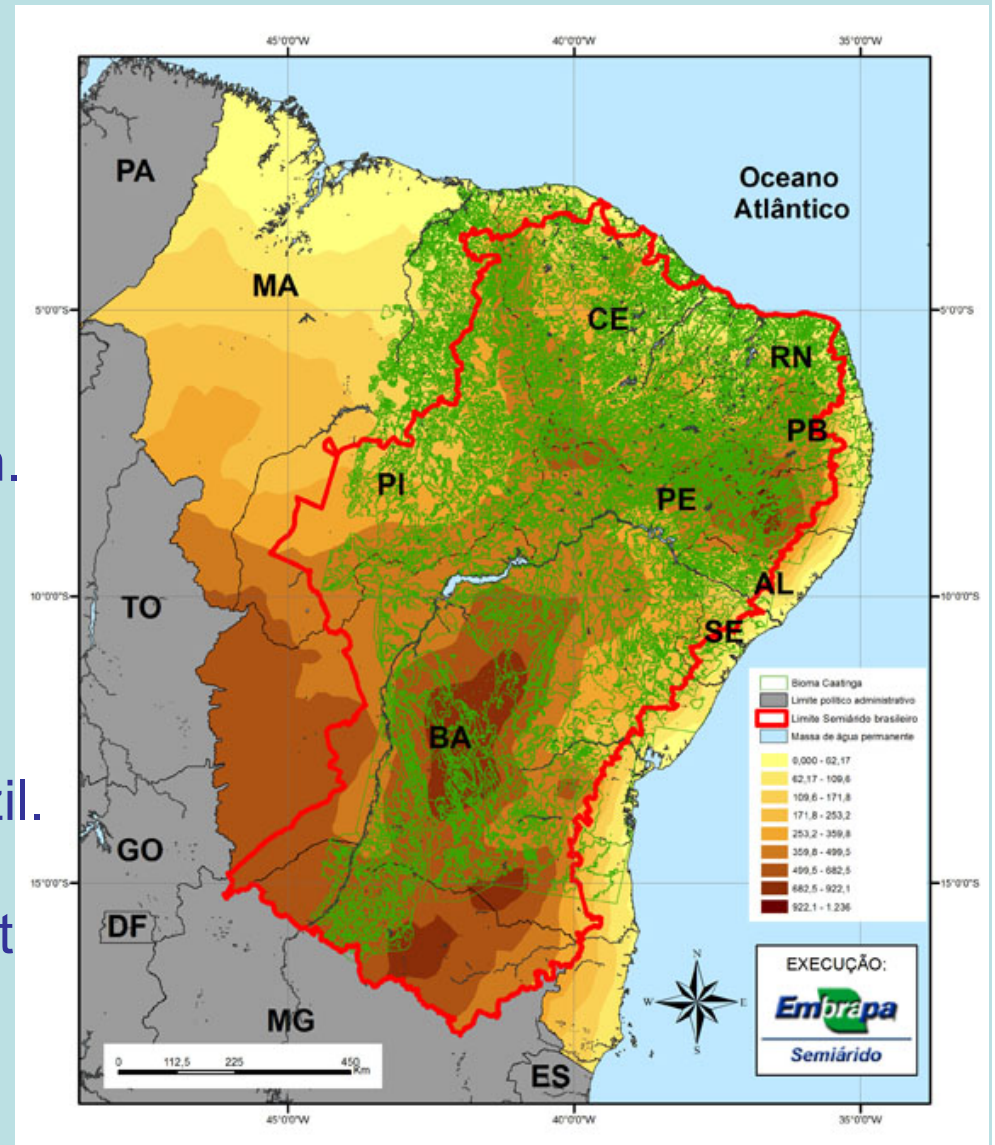 n.
til.
t
45°0'0"W 40°0'0"W 35°0'0"W
PA
Oceano
Atlântico
MA
5°0'0"S 5°0'0"S
CE
RN
PB
PI
PE
AL
10°0'0"S 10°0'0"S
TO
SE
BA
GO
15°0'0"S 15°0'0"S
DF
MG
ES
Bioma Caatinga
Limite político administrativo
Limite Semiárido brasileiro
Massa de água permanente
0,000 - 62,17
62,17 - 109,6
109,6 - 171,8
171,8 - 253,2
253,2 - 359,8
359,8 - 499,5
499,5 - 682,5
682,5 - 922,1
922,1 - 1.236
N
W E
S
EXECUÇÃO:
Embrapa
Semiárido
0 112,5 225 450
Km
45°0'0"W 40°0'0"W 35°0'0"W